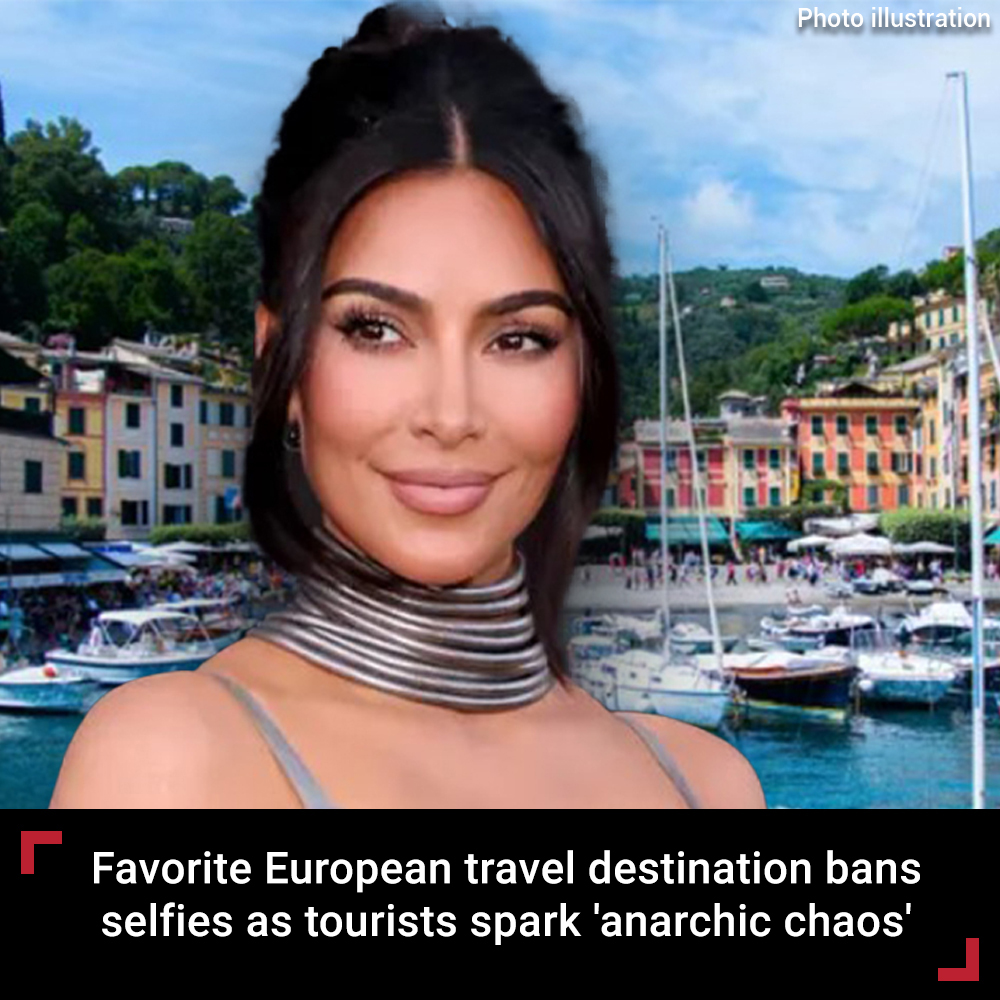 Photo illustration
Favorite European travel destination bans
selfies as tourists spark 'anarchic chaos'